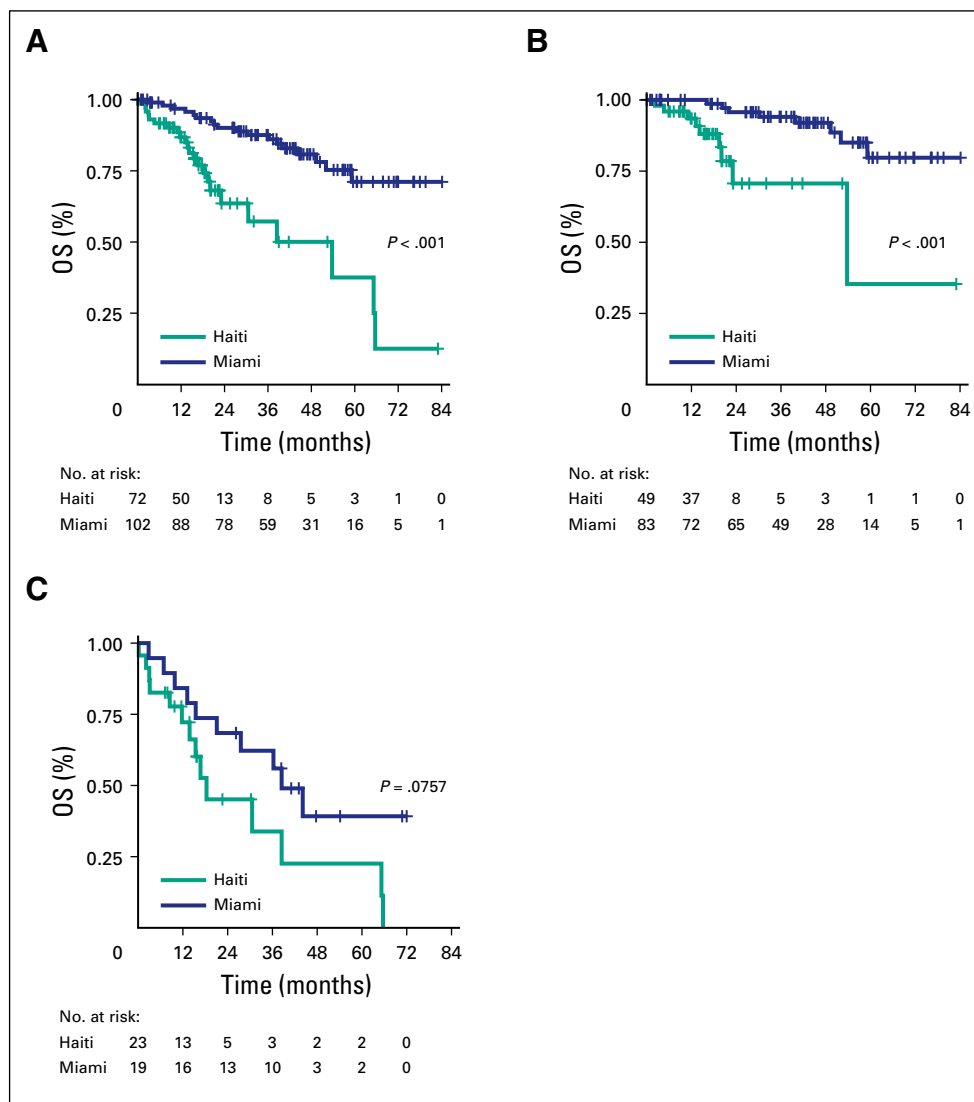 A
OS (%)
1.00
0.75
0.50
0.25
P < .001
Haiti
Miami
0 12 24 36 48 60 72 84
Time (months)
No. at risk:
Haiti 72 50 13 8 5 3 1 0
Miami 102 88 78 59 31 16 5 1
B
OS (%)
1.00
0.75
0.50
0.25
P < .001
Haiti
Miami
0 12 24 36 48 60 72 84
Time (months)
No. at risk:
Haiti 49 37 8 5 3 1 1 0
Miami 83 72 65 49 28 14 5 1
C
OS (%)
1.00
0.75
0.50
0.25
P = .0757
Haiti
Miami
0 12 24 36 48 60 72 84
Time (months)
No. at risk:
Haiti 23 13 5 3 2 2 0
Miami 19 16 13 10 3 2 0